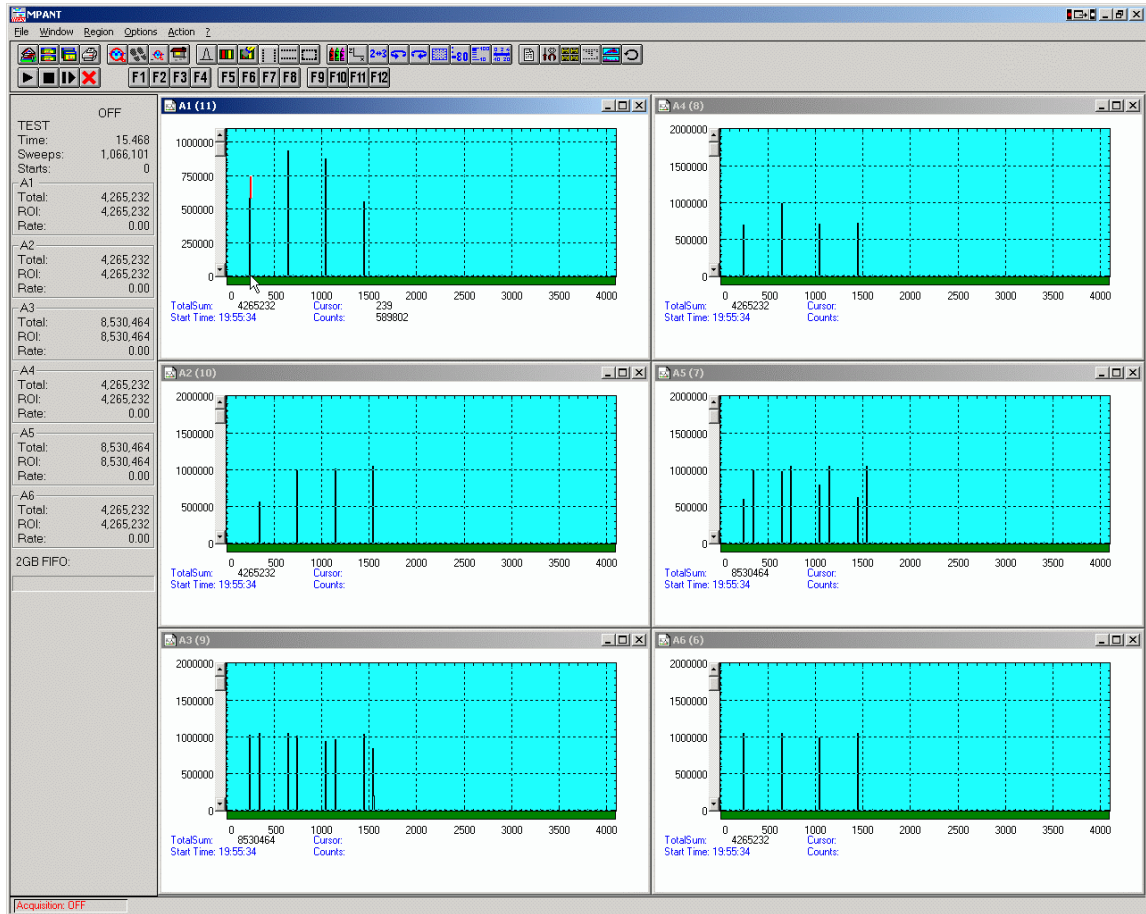 MPANT
File Window Region Options Action ?
F1 F2 F3 F4 F5 F6 F7 F8 F9 F10 F11 F12
OFF
TEST
Time: 15.468
Sweeps: 1,066,101
Starts: 0
A1
Total: 4,265,232
ROI: 4,265,232
Rate: 0.00
A2
Total: 4,265,232
ROI: 4,265,232
Rate: 0.00
A3
Total: 8,530,464
ROI: 8,530,464
Rate: 0.00
A4
Total: 4,265,232
ROI: 4,265,232
Rate: 0.00
A5
Total: 8,530,464
ROI: 8,530,464
Rate: 0.00
A6
Total: 4,265,232
ROI: 4,265,232
Rate: 0.00
2GB FIFO:
A1 (11)
1000000
750000
500000
250000
0
0 500 1000 1500 2000 2500 3000 3500 4000
TotalSum: 4265232 Cursor: 239
Start Time: 19:55:34 Counts: 589802
A4 (8)
2000000
1500000
1000000
500000
0
0 500 1000 1500 2000 2500 3000 3500 4000
TotalSum: 4265232 Cursor:
Start Time: 19:55:34 Counts:
A2 (10)
2000000
1500000
1000000
500000
0
0 500 1000 1500 2000 2500 3000 3500 4000
TotalSum: 4265232 Cursor:
Start Time: 19:55:34 Counts:
A5 (7)
2000000
1500000
1000000
500000
0
0 500 1000 1500 2000 2500 3000 3500 4000
TotalSum: 8530464 Cursor:
Start Time: 19:55:34 Counts:
A3 (9)
2000000
1500000
1000000
500000
0
0 500 1000 1500 2000 2500 3000 3500 4000
TotalSum: 8530464 Cursor:
Start Time: 19:55:34 Counts:
A6 (6)
2000000
1500000
1000000
500000
0
0 500 1000 1500 2000 2500 3000 3500 4000
TotalSum: 4265232 Cursor:
Start Time: 19:55:34 Counts:
Acquisition: OFF